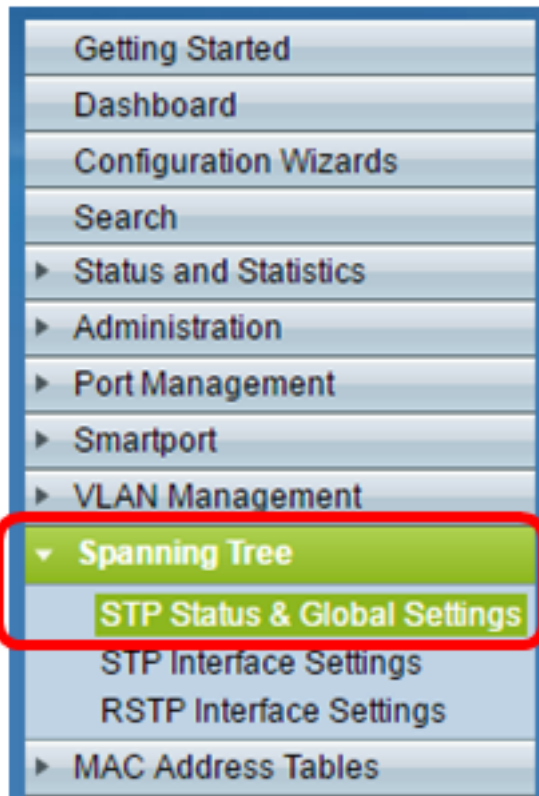 Getting Started
Dashboard
Configuration Wizards
Search
Status and Statistics
Administration
Port Management
Smartport
VLAN Management
Spanning Tree
STP Status & Global Settings
STP Interface Settings
RSTP Interface Settings
MAC Address Tables